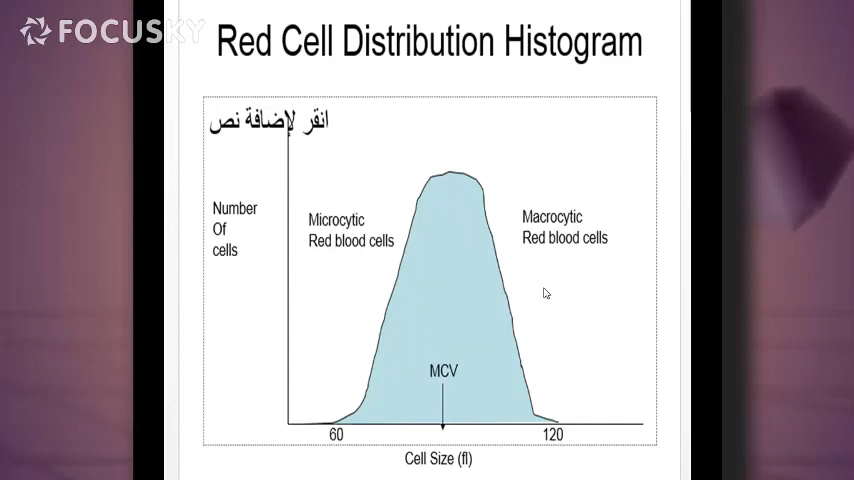 FOCUSKY
Red Cell Distribution Histogram
انقر لإضافة نص
Number
Of
cells
Microcytic
Red blood cells
Macrocytic
Red blood cells
MCV
60
120
Cell Size (fl)